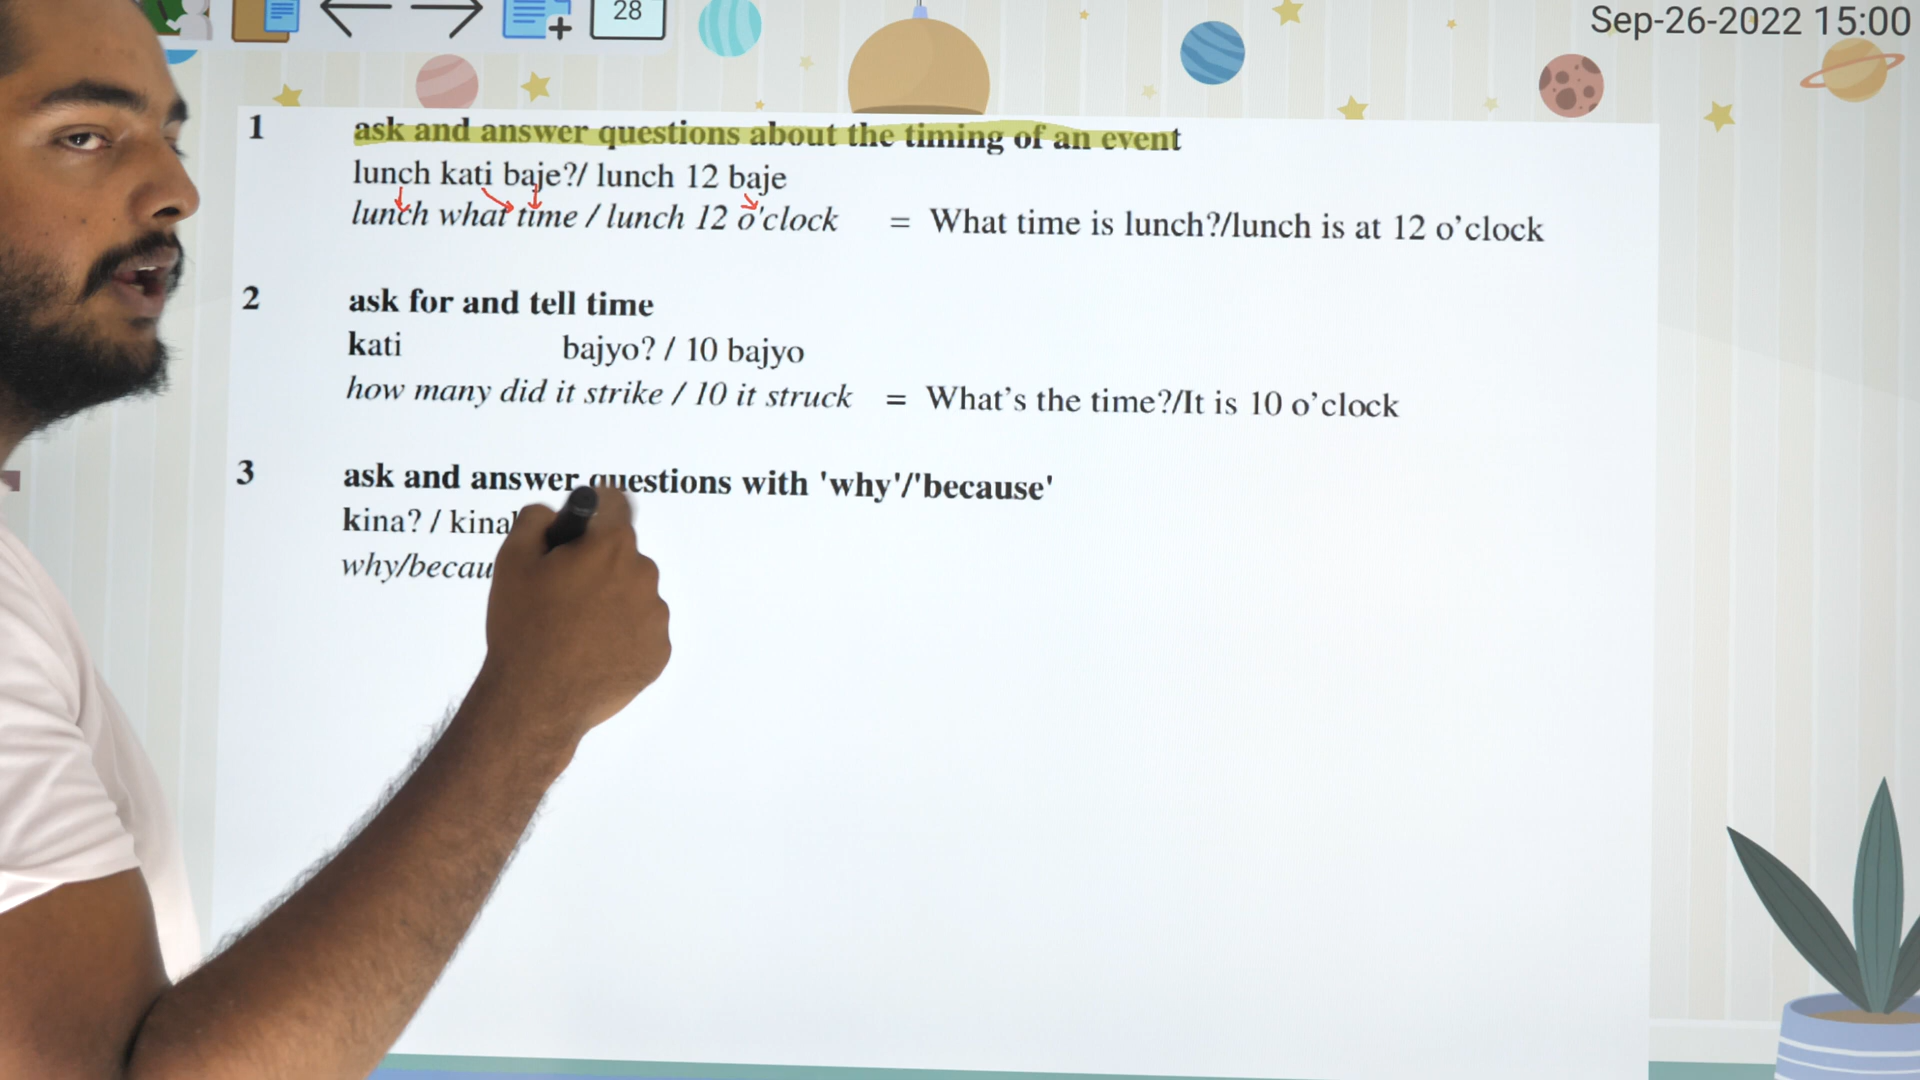 28
Sep-26-2022 15:00
1 ask and answer questions about the timing of an event
lunch kati baje?/ lunch 12 baje
lunch what time / lunch 12 o'clock = What time is lunch?/lunch is at 12 o'clock
2 ask for and tell time
kati bajyo? / 10 bajyo
how many did it strike / 10 it struck = What's the time?/It is 10 o'clock
3 ask and answer questions with 'why'/'because'
kina? /
why/